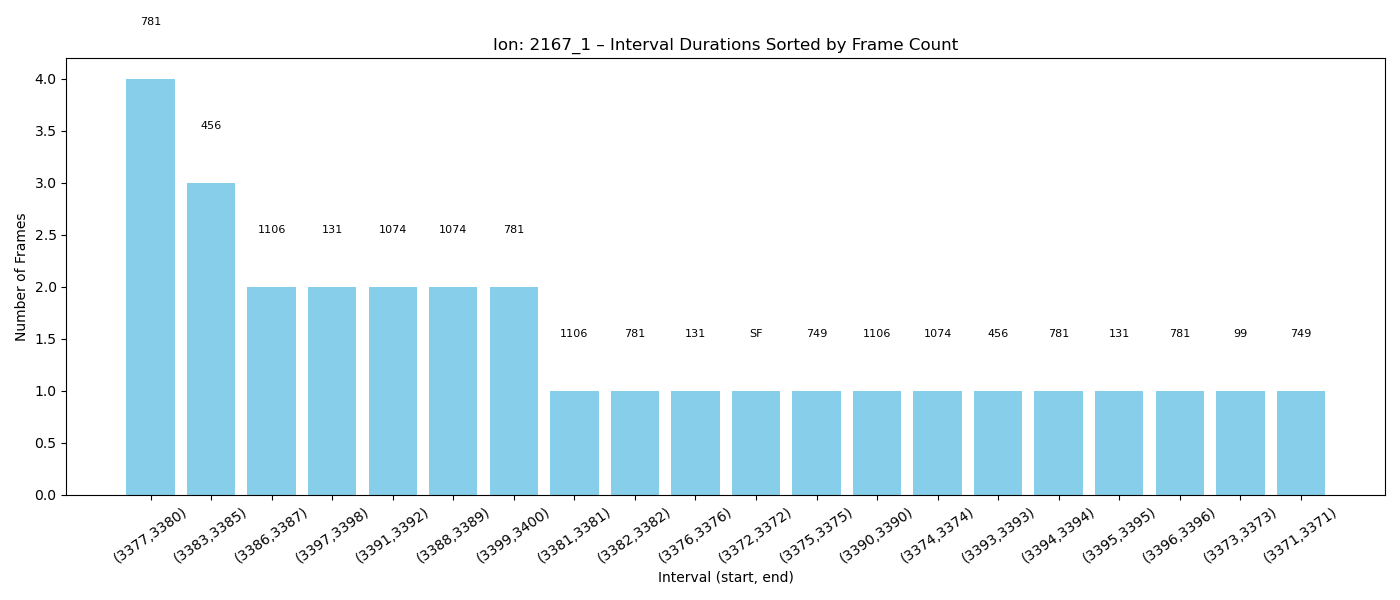 781
Ion: 2167_1 – Interval Durations Sorted by Frame Count
4.0
3.5
3.0
2.5
2.0
1.5
1.0
0.5
0.0
Number of Frames
456
1106 131 1074 1074 781
1106 781 131 SF 749 1106 1074 456 781 131 781 99 749
(3377,3380) (3383,3385) (3386,3387) (3397,3398) (3391,3392) (3388,3389) (3399,3400) (3381,3381) (3382,3382) (3376,3376) (3372,3372) (3375,3375) (3390,3390) (3374,3374) (3393,3393) (3394,3394) (3395,3395) (3396,3396) (3373,3373) (3371,3371)
Interval (start, end)